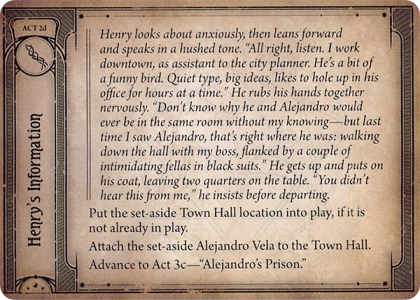 ACT 2d
Henry's Information
Henry looks about anxiously, then leans forward
and speaks in a hushed tone. "All right, listen. I work
downtown, as assistant to the city planner. He's a bit of
a funny bird. Quiet type, big ideas, likes to hole up in his
office for hours at a time." He rubs his hands together
nervously. "Don't know why he and Alejandro would
ever be in the same room without my knowing—but last
time I saw Alejandro, that's right where he was: walking
down the hall with my boss, flanked by a couple of
intimidating fellas in black suits." He gets up and puts on
his coat, leaving two quarters on the table. "You didn't
hear this from me," he insists before departing.
Put the set-aside Town Hall location into play, if it is
not already in play.
Attach the set-aside Alejandro Vela to the Town Hall.
Advance to Act 3c—"Alejandro's Prison."